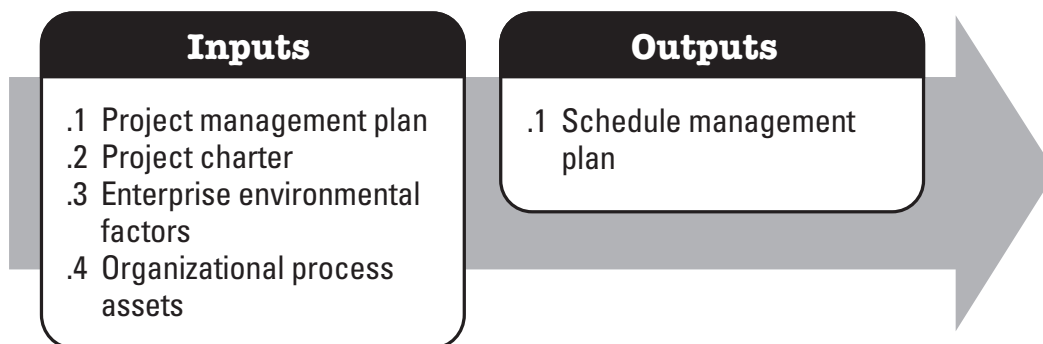 Inputs
.1 Project management plan
.2 Project charter
.3 Enterprise environmental
factors
.4 Organizational process
assets
Outputs
.1 Schedule management
plan